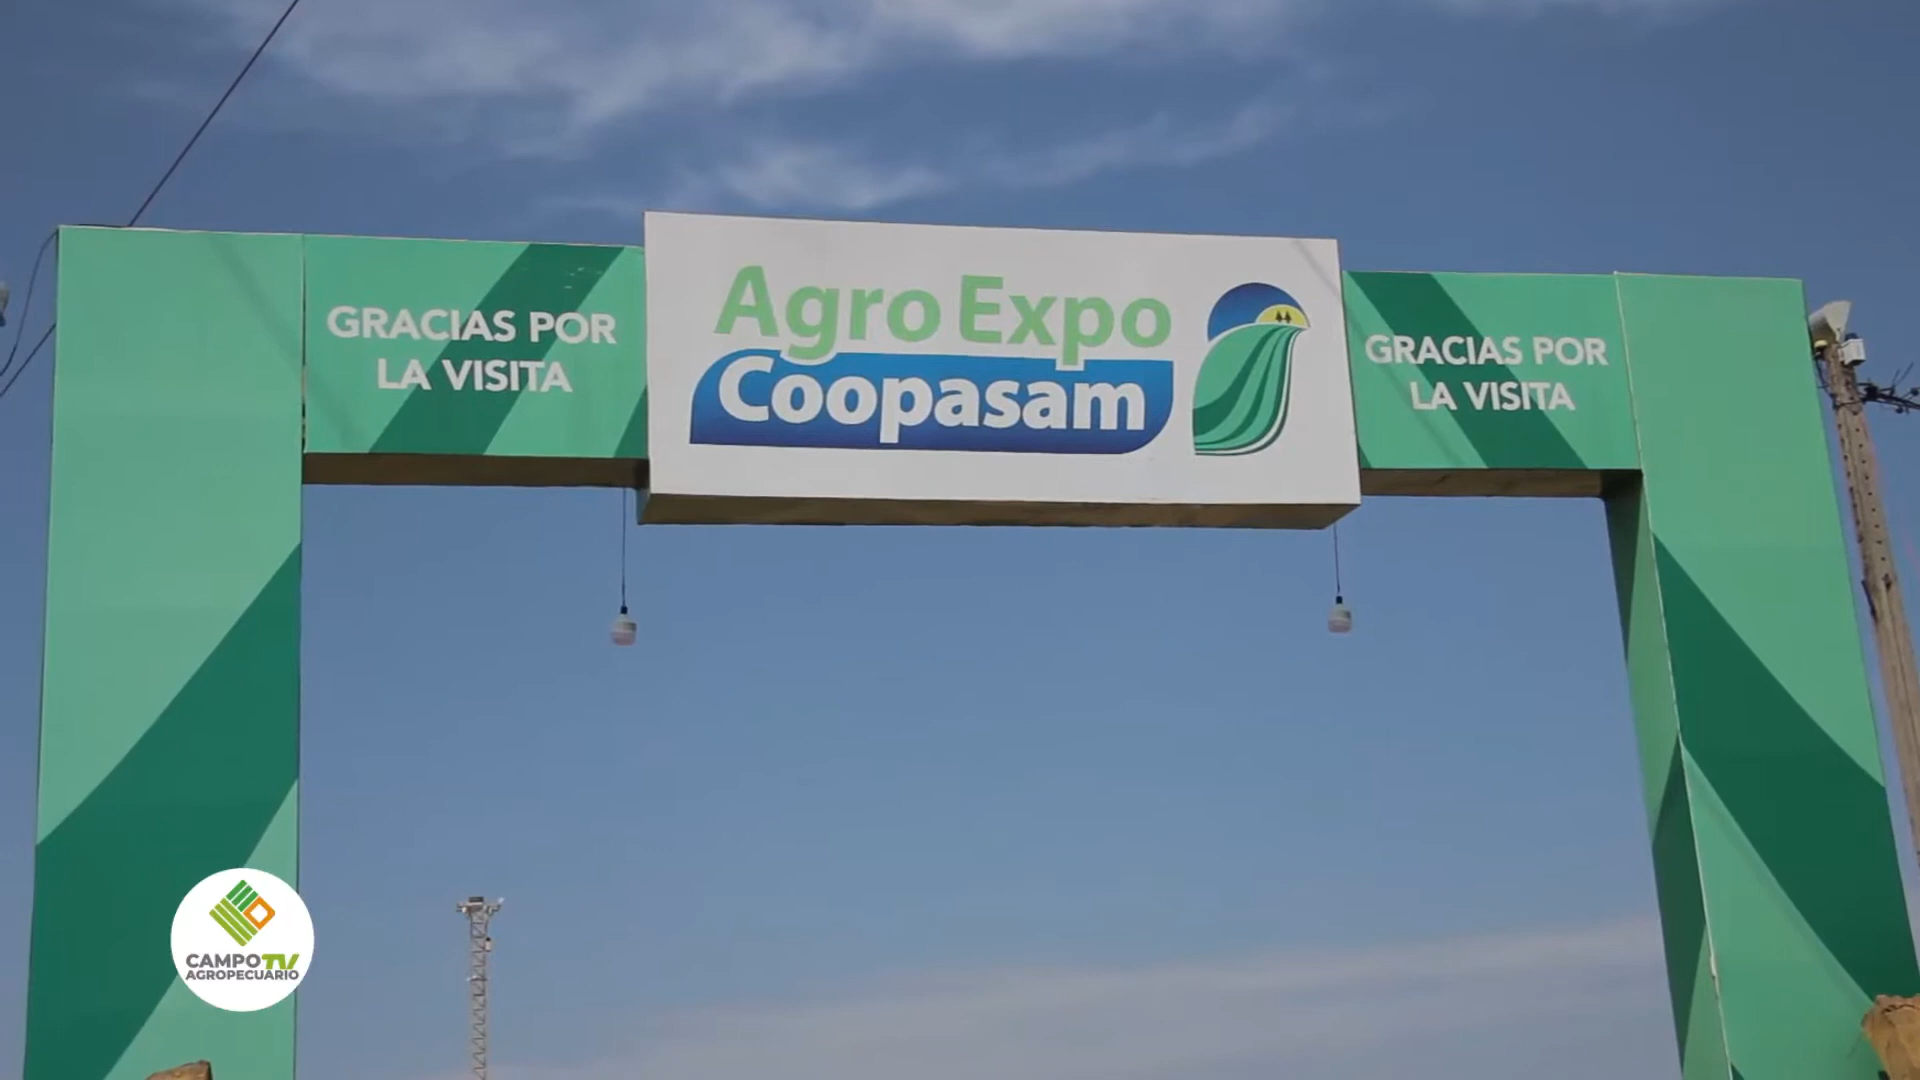 GRACIAS POR
LA VISITA
Agro Expo
Coopasam
GRACIAS POR
LA VISITA
CAMPO TV
AGROPECUARIO